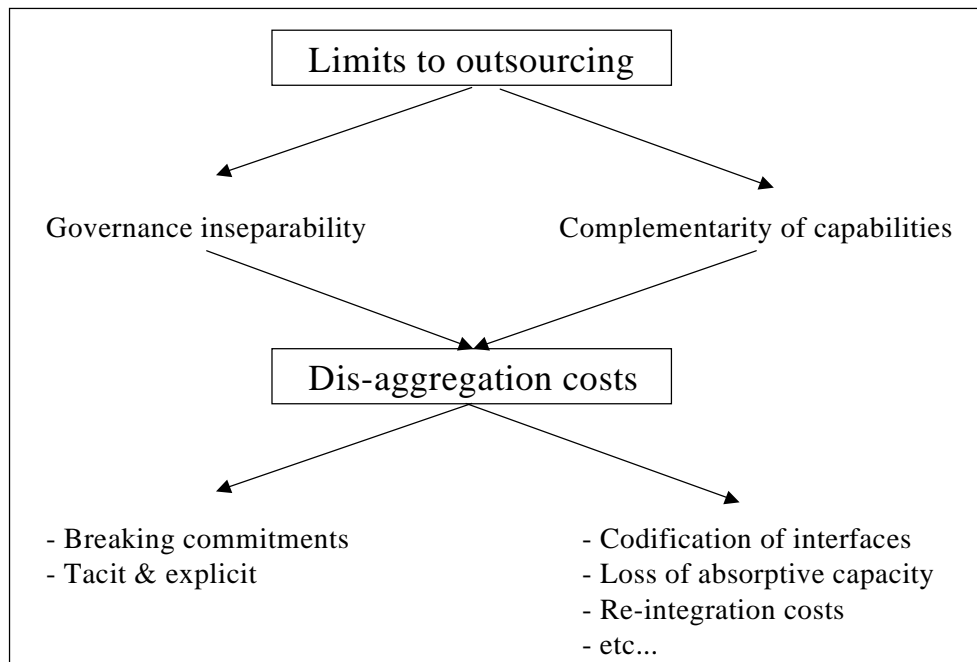 Limits to outsourcing
Governance inseparability
Complementarity of capabilities
Dis-aggregation costs
- Breaking commitments
- Tacit & explicit
- Codification of interfaces
- Loss of absorptive capacity
- Re-integration costs
- etc...